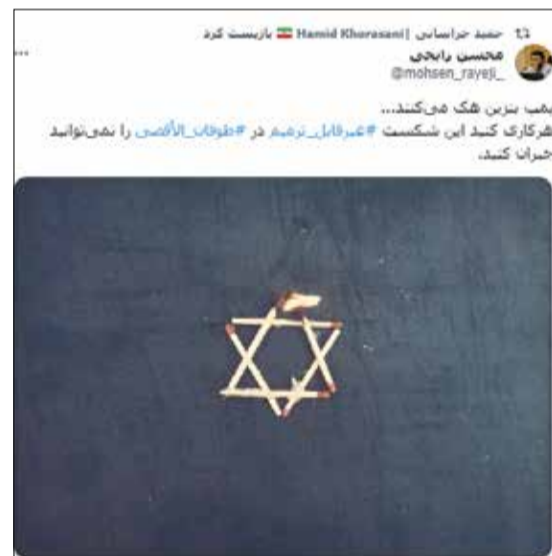 حمید خراسانی | Hamid Khorasani 🇮🇷 بازپست کرد
محسن رایجی
@mohsen_rayeji_
پمپ بنزین هک می‌کنند...
هرکاری کنید این شکست #غیرقابل_ترمیم در #طوفان_الأقصی را نمی‌توانید
جبران کنید.